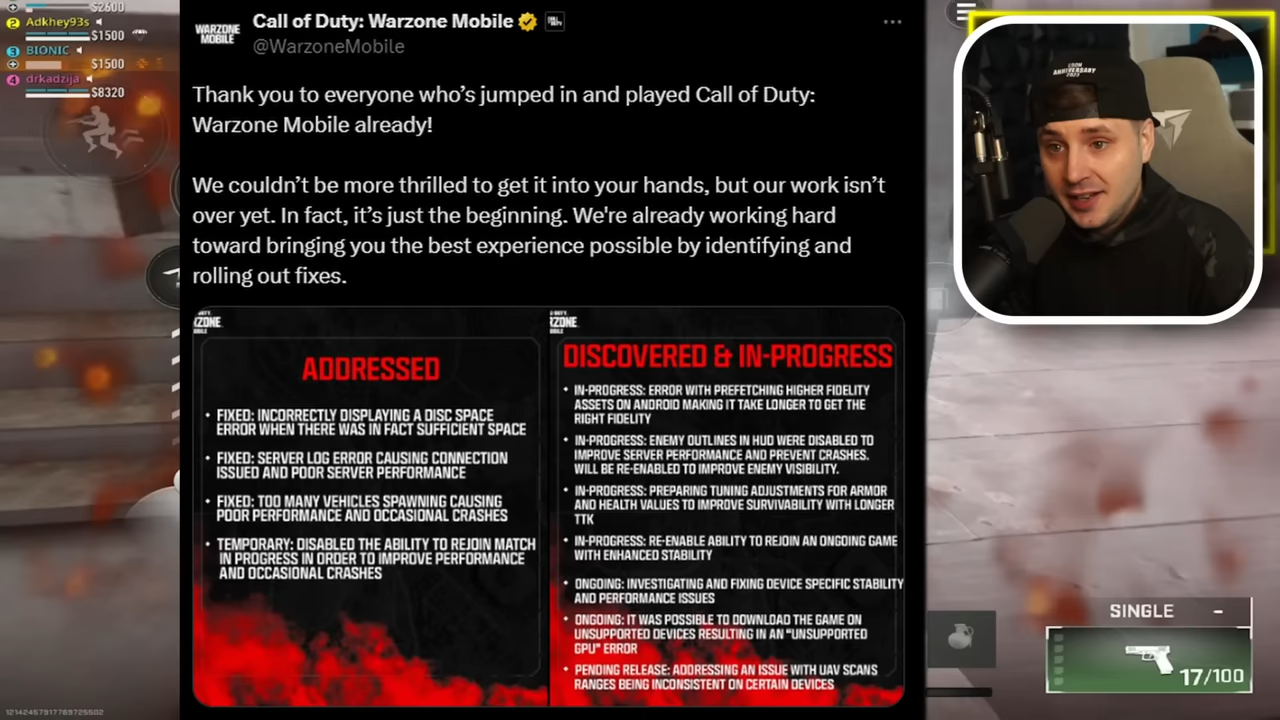 $2600
2 Adkhey93s
$1500
3 BIONIC
$1500
4 drkadzija
$8320
WARZONE
MOBILE
Call of Duty: Warzone Mobile
@WarzoneMobile
Thank you to everyone who’s jumped in and played Call of Duty:
Warzone Mobile already!
We couldn’t be more thrilled to get it into your hands, but our work isn’t
over yet. In fact, it’s just the beginning. We're already working hard
toward bringing you the best experience possible by identifying and
rolling out fixes.
ZONE
ADDRESSED
• FIXED: INCORRECTLY DISPLAYING A DISC SPACE
ERROR WHEN THERE WAS IN FACT SUFFICIENT SPACE
• FIXED: SERVER LOG ERROR CAUSING CONNECTION
ISSUED AND POOR SERVER PERFORMANCE
• FIXED: TOO MANY VEHICLES SPAWNING CAUSING
POOR PERFORMANCE AND OCCASIONAL CRASHES
• TEMPORARY: DISABLED THE ABILITY TO REJOIN MATCH
IN PROGRESS IN ORDER TO IMPROVE PERFORMANCE
AND OCCASIONAL CRASHES
ZONE
DISCOVERED & IN-PROGRESS
• IN-PROGRESS: ERROR WITH PREFETCHING HIGHER FIDELITY
ASSETS ON ANDROID MAKING IT TAKE LONGER TO GET THE
RIGHT FIDELITY
• IN-PROGRESS: ENEMY OUTLINES IN HUD WERE DISABLED TO
IMPROVE SERVER PERFORMANCE AND PREVENT CRASHES.
WILL BE RE-ENABLED TO IMPROVE ENEMY VISIBILITY.
• IN-PROGRESS: PREPARING TUNING ADJUSTMENTS FOR ARMOR
AND HEALTH VALUES TO IMPROVE SURVIVABILITY WITH LONGER
TTK
• IN-PROGRESS: RE-ENABLE ABILITY TO REJOIN AN ONGOING GAME
WITH ENHANCED STABILITY
• ONGOING: INVESTIGATING AND FIXING DEVICE SPECIFIC STABILITY
AND PERFORMANCE ISSUES
• ONGOING: IT WAS POSSIBLE TO DOWNLOAD THE GAME ON
UNSUPPORTED DEVICES RESULTING IN AN "UNSUPPORTED
GPU" ERROR
• PENDING RELEASE: ADDRESSING AN ISSUE WITH UAV SCANS
RANGES BEING INCONSISTENT ON CERTAIN DEVICES
ANNIVERSARY
SINGLE
17/100